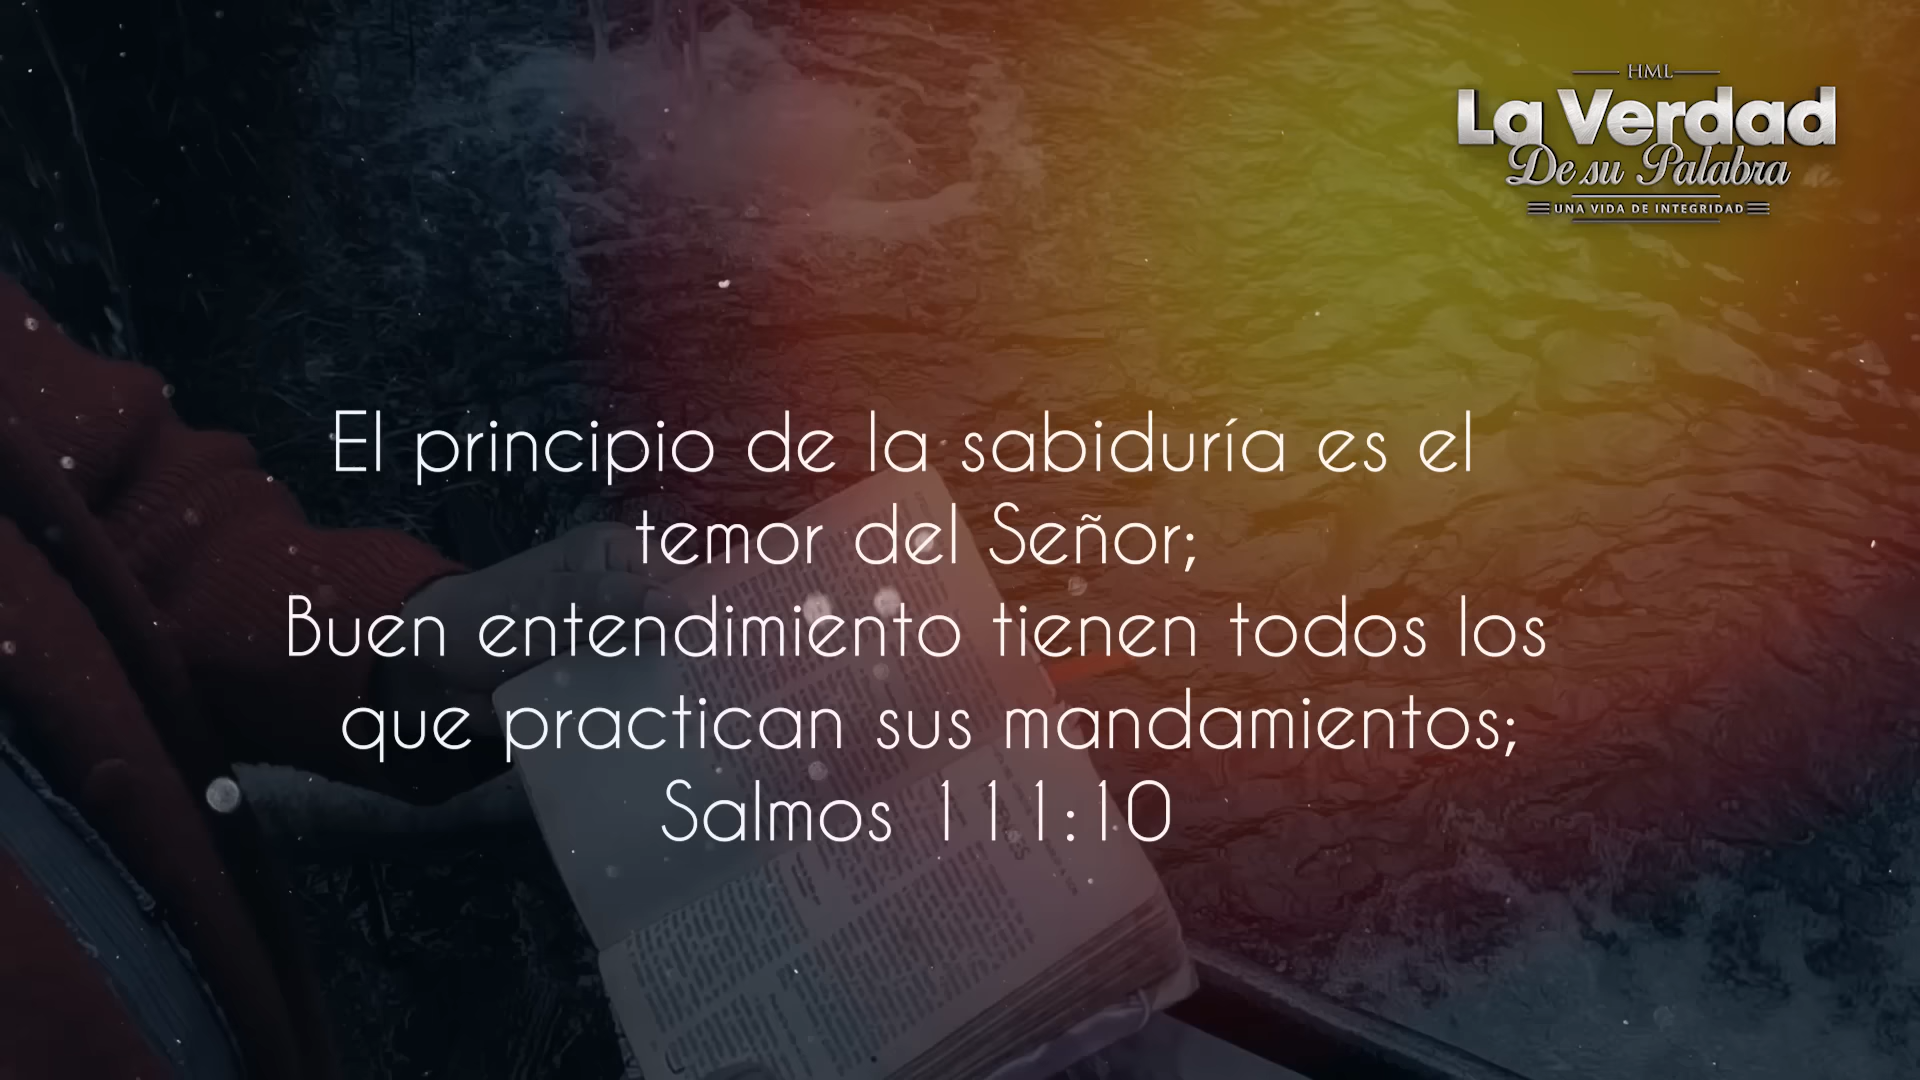 HML
La Verdad
De su Palabra
UNA VIDA DE INTEGRIDAD
El principio de la sabiduría es el
temor del Señor;
Buen entendimiento tienen todos los
que practican sus mandamientos;
Salmos 111:10